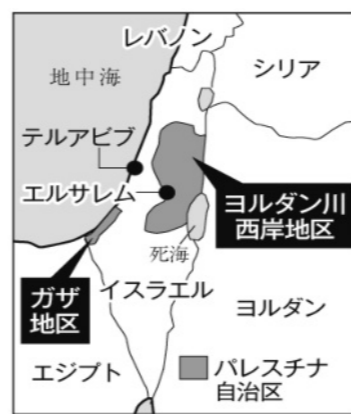 レバノン
地中海
シリア
テルアビブ
エルサレム
ヨルダン川
西岸地区
死海
ガザ
地区
イスラエル
ヨルダン
エジプト
パレスチナ
自治区